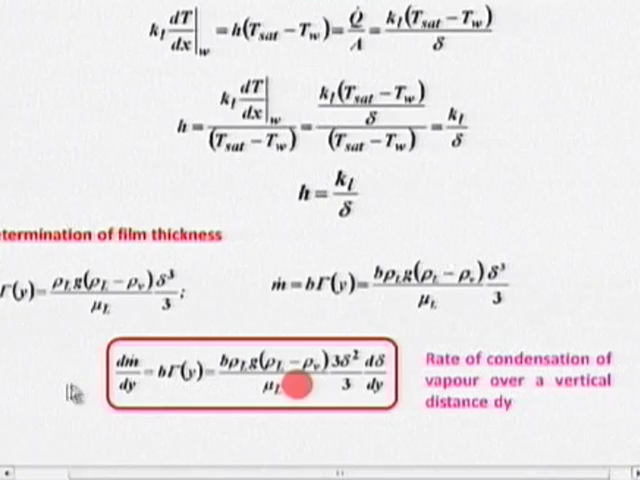 k_l dT/dx|_w = h(T_sat − T_w) = Q̇/A = k_l(T_sat − T_w)/δ
h = k_l dT/dx|_w / (T_sat − T_w) = (k_l(T_sat − T_w)/δ) / (T_sat − T_w) = k_l/δ
h = k_l/δ
termination of film thickness
Γ(y) = ρ_L g(ρ_L − ρ_v)/μ_L δ³/3; ṁ = bΓ(y) = bρ_L g(ρ_L − ρ_v)/μ_L δ³/3
dṁ/dy = bΓ(y) = bρ_L g(ρ_L − ρ_v)/μ_L 3δ²/3 dδ/dy
Rate of condensation of
vapour over a vertical
distance dy